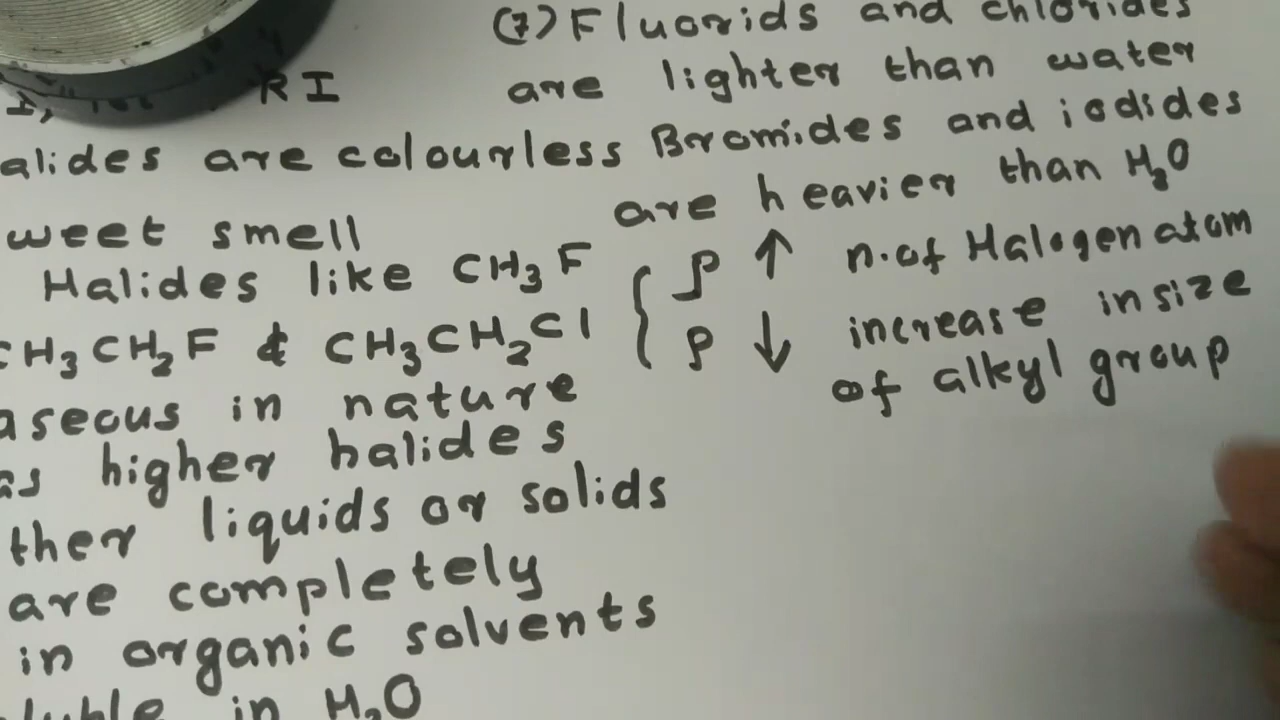 RI
alides are colourless
weet smell
Halides like CH3F
CH3CH2F & CH3CH2Cl
aseous in nature
as higher halides
ther liquids or solids
are completely
in organic solvents
in H2O
(7) Fluorids and chlorides
are lighter than water
Bromides and iodides
are heavier than H2O
ρ ↑ n.of Halogen atom
ρ ↓ increase in size
of alkyl group